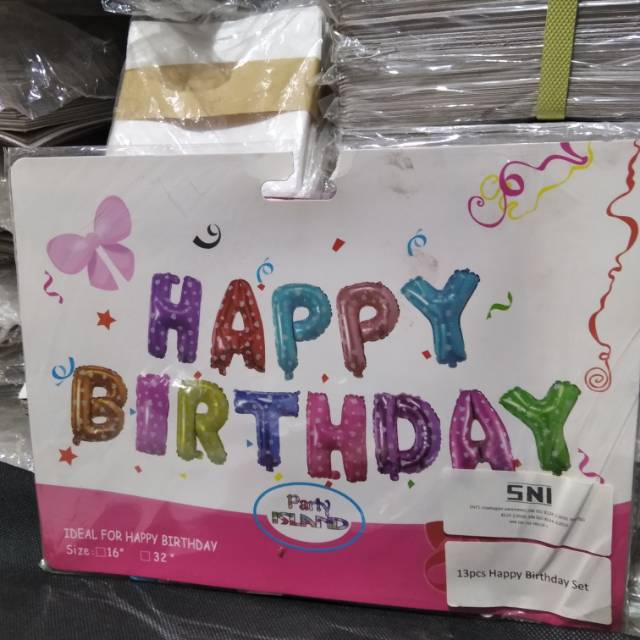 HAPPY
BIRTHDAY
Party
ISLAND
IDEAL FOR HAPPY BIRTHDAY
Size: 16" 32"
SNI
13pcs Happy Birthday Set